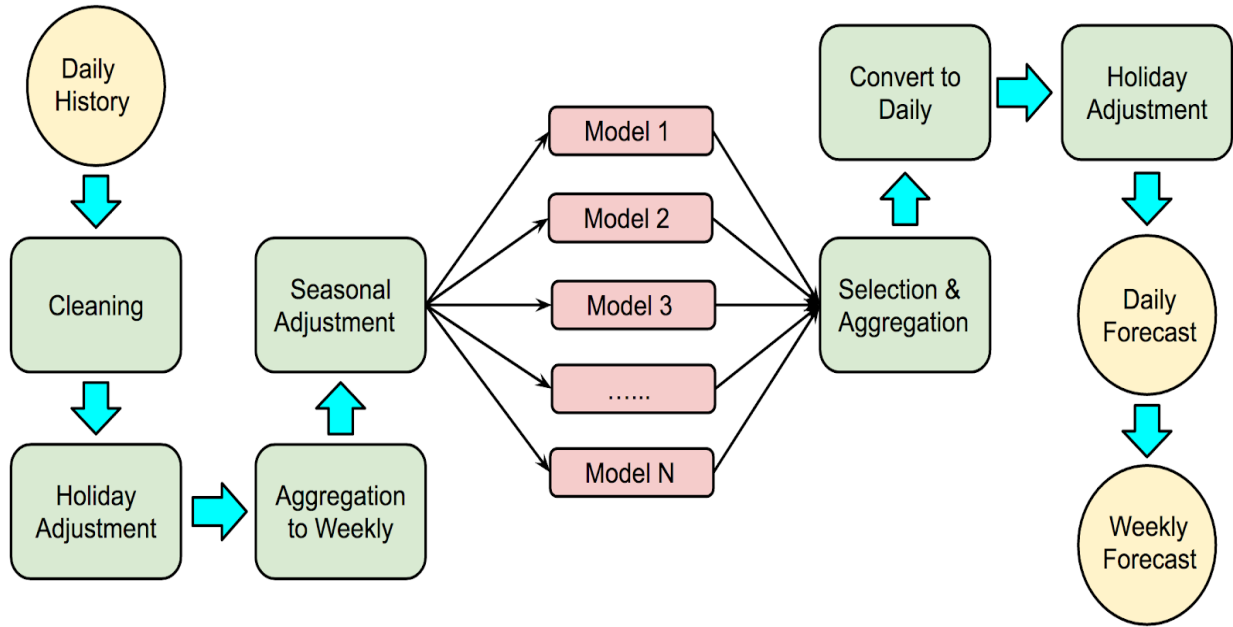 Daily
History
Cleaning
Holiday
Adjustment
Aggregation
to Weekly
Seasonal
Adjustment
Model 1
Model 2
Model 3
…...
Model N
Selection &
Aggregation
Convert to
Daily
Holiday
Adjustment
Daily
Forecast
Weekly
Forecast